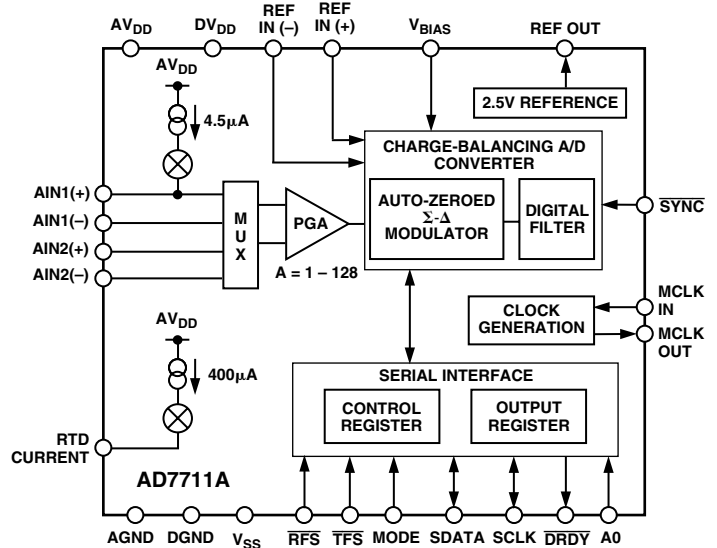 AVDD
DVDD
REF
IN (–)
REF
IN (+)
VBIAS
REF OUT
AVDD
4.5µA
2.5V REFERENCE
CHARGE-BALANCING A/D
CONVERTER
AUTO-ZEROED
Σ-Δ
MODULATOR
DIGITAL
FILTER
AIN1(+)
AIN1(–)
AIN2(+)
AIN2(–)
M
U
X
PGA
A = 1 – 128
SYNC
MCLK
IN
MCLK
OUT
CLOCK
GENERATION
AVDD
400µA
RTD
CURRENT
SERIAL INTERFACE
CONTROL
REGISTER
OUTPUT
REGISTER
AD7711A
AGND
DGND
VSS
RFS
TFS
MODE
SDATA
SCLK
DRDY
A0